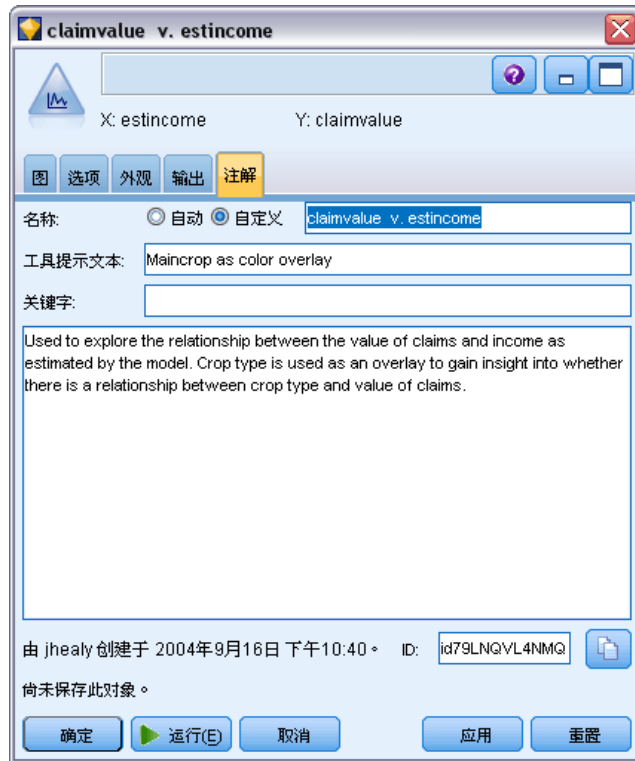 claimvalue v. estincome
X: estincome Y: claimvalue
图 选项 外观 输出 注解
名称: 自动 自定义 claimvalue v. estincome
工具提示文本: Maincrop as color overlay
关键字:
Used to explore the relationship between the value of claims and income as
estimated by the model. Crop type is used as an overlay to gain insight into whether
there is a relationship between crop type and value of claims.
由 jhealy 创建于 2004年9月16日 下午10:40。 ID: id79LNQVL4NMQ
尚未保存此对象。
确定 运行(E) 取消 应用 重置